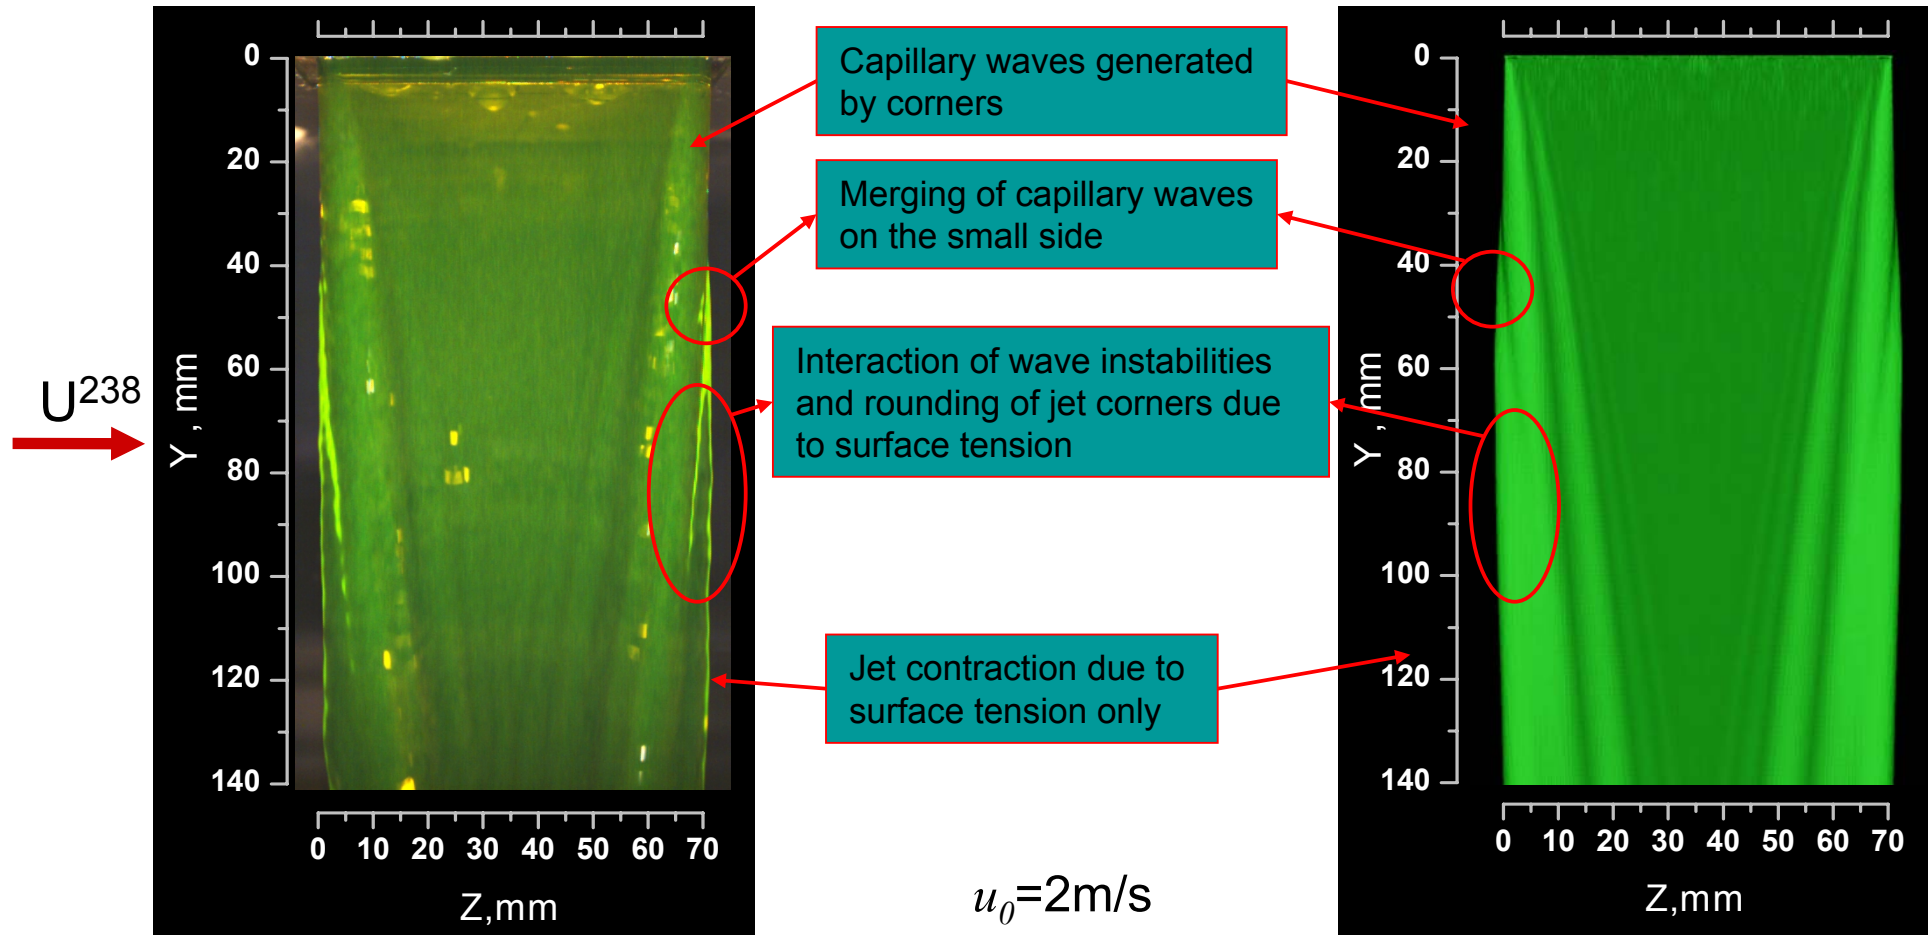 0
20
40
60
80
100
120
140
Y , mm
0 10 20 30 40 50 60 70
Z,mm
U238
Capillary waves generated
by corners
Merging of capillary waves
on the small side
Interaction of wave instabilities
and rounding of jet corners due
to surface tension
Jet contraction due to
surface tension only
u0=2m/s
0
20
40
60
80
100
120
140
Y , mm
0 10 20 30 40 50 60 70
Z,mm